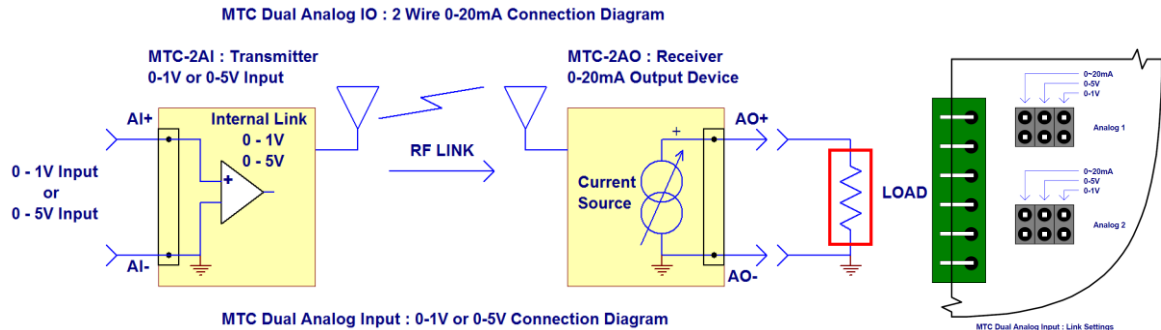 MTC Dual Analog IO : 2 Wire 0-20mA Connection Diagram
MTC-2AI : Transmitter
0-1V or 0-5V Input
MTC-2AO : Receiver
0-20mA Output Device
AI+
Internal Link
0 - 1V
0 - 5V
+
0 - 1V Input
or
0 - 5V Input
AI-
RF LINK
+
Current
Source
AO+
AO-
LOAD
0~20mA
0-5V
0-1V
Analog 1
0~20mA
0-5V
0-1V
Analog 2
MTC Dual Analog Input : 0-1V or 0-5V Connection Diagram
MTC Dual Analog Input : Link Settings